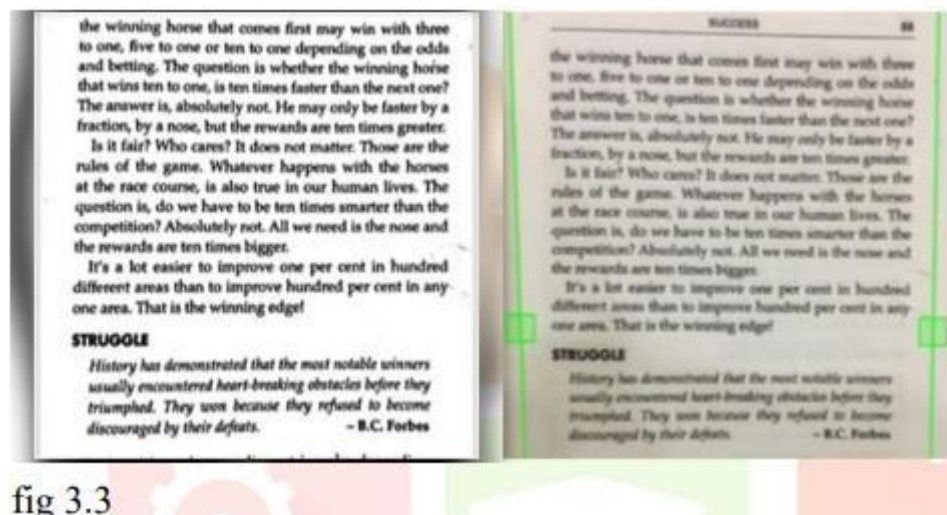 the winning horse that comes first may win with three
to one, five to one or ten to one depending on the odds
and betting. The question is whether the winning horse
that wins ten to one, is ten times faster than the next one?
The answer is, absolutely not. He may only be faster by a
fraction, by a nose, but the rewards are ten times greater.
Is it fair? Who cares? It does not matter. Those are the
rules of the game. Whatever happens with the horses
at the race course, is also true in our human lives. The
question is, do we have to be ten times smarter than the
competition? Absolutely not. All we need is the nose and
the rewards are ten times bigger.
It's a lot easier to improve one per cent in hundred
different areas than to improve hundred per cent in any
one area. That is the winning edge!
STRUGGLE
History has demonstrated that the most notable winners
usually encountered heart-breaking obstacles before they
triumphed. They won because they refused to become
discouraged by their defeats. – B.C. Forbes
SUCCESS
the winning horse that comes first may win with three
to one, five to one or ten to one depending on the odds
and betting. The question is whether the winning horse
that wins ten to one, is ten times faster than the next one?
The answer is, absolutely not. He may only be faster by a
fraction, by a nose, but the rewards are ten times greater.
Is it fair? Who cares? It does not matter. Those are the
rules of the game. Whatever happens with the horses
at the race course, is also true in our human lives. The
question is, do we have to be ten times smarter than the
competition? Absolutely not. All we need is the nose and
the rewards are ten times bigger.
It's a lot easier to improve one per cent in hundred
different areas than to improve hundred per cent in any
one area. That is the winning edge!
STRUGGLE
History has demonstrated that the most notable winners
usually encountered heart-breaking obstacles before they
triumphed. They won because they refused to become
discouraged by their defeats. – B.C. Forbes
fig 3.3